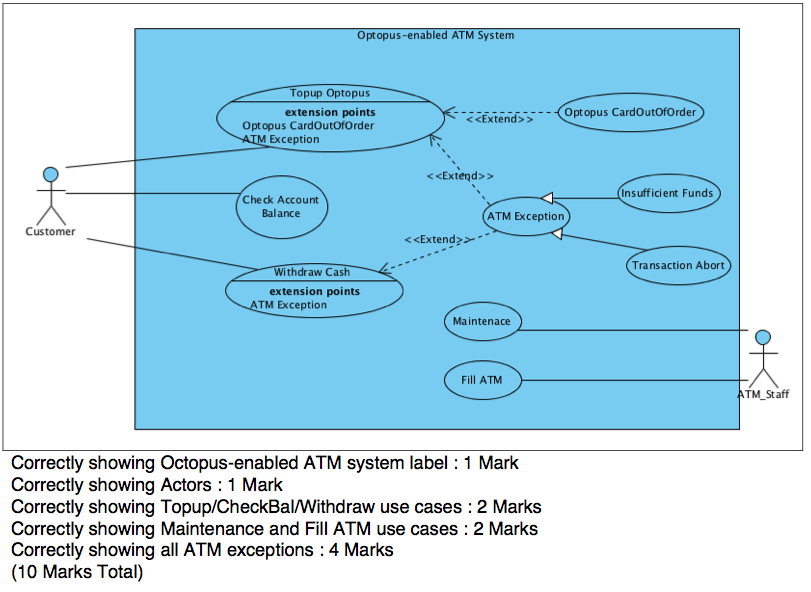 Optopus-enabled ATM System
Topup Optopus
extension points
Optopus CardOutOfOrder
ATM Exception
<<Extend>>
Optopus CardOutOfOrder
<<Extend>>
Customer
Check Account
Balance
Insufficient Funds
ATM Exception
<<Extend>>
Transaction Abort
Withdraw Cash
extension points
ATM Exception
Maintenace
Fill ATM
ATM_Staff
Correctly showing Octopus-enabled ATM system label : 1 Mark
Correctly showing Actors : 1 Mark
Correctly showing Topup/CheckBal/Withdraw use cases : 2 Marks
Correctly showing Maintenance and Fill ATM use cases : 2 Marks
Correctly showing all ATM exceptions : 4 Marks
(10 Marks Total)